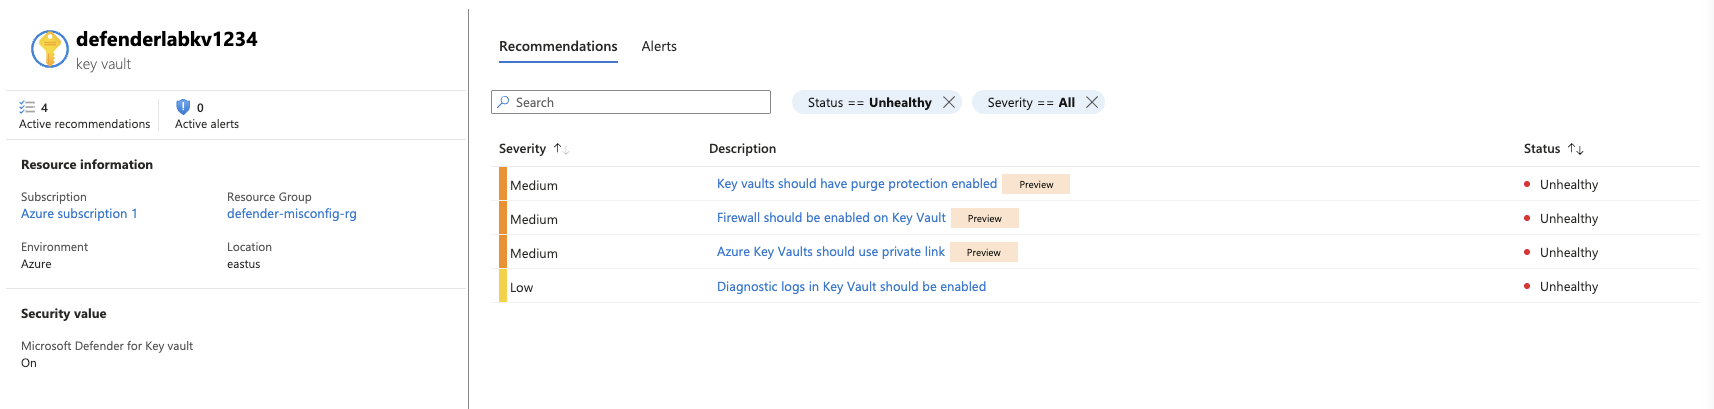 defenderlabkv1234
key vault
4
Active recommendations
0
Active alerts
Resource information
Subscription
Azure subscription 1
Resource Group
defender-misconfig-rg
Environment
Azure
Location
eastus
Security value
Microsoft Defender for Key vault
On
Recommendations Alerts
Search Status == Unhealthy Severity == All
Severity Description Status
Medium Key vaults should have purge protection enabled Preview Unhealthy
Medium Firewall should be enabled on Key Vault Preview Unhealthy
Medium Azure Key Vaults should use private link Preview Unhealthy
Low Diagnostic logs in Key Vault should be enabled Unhealthy